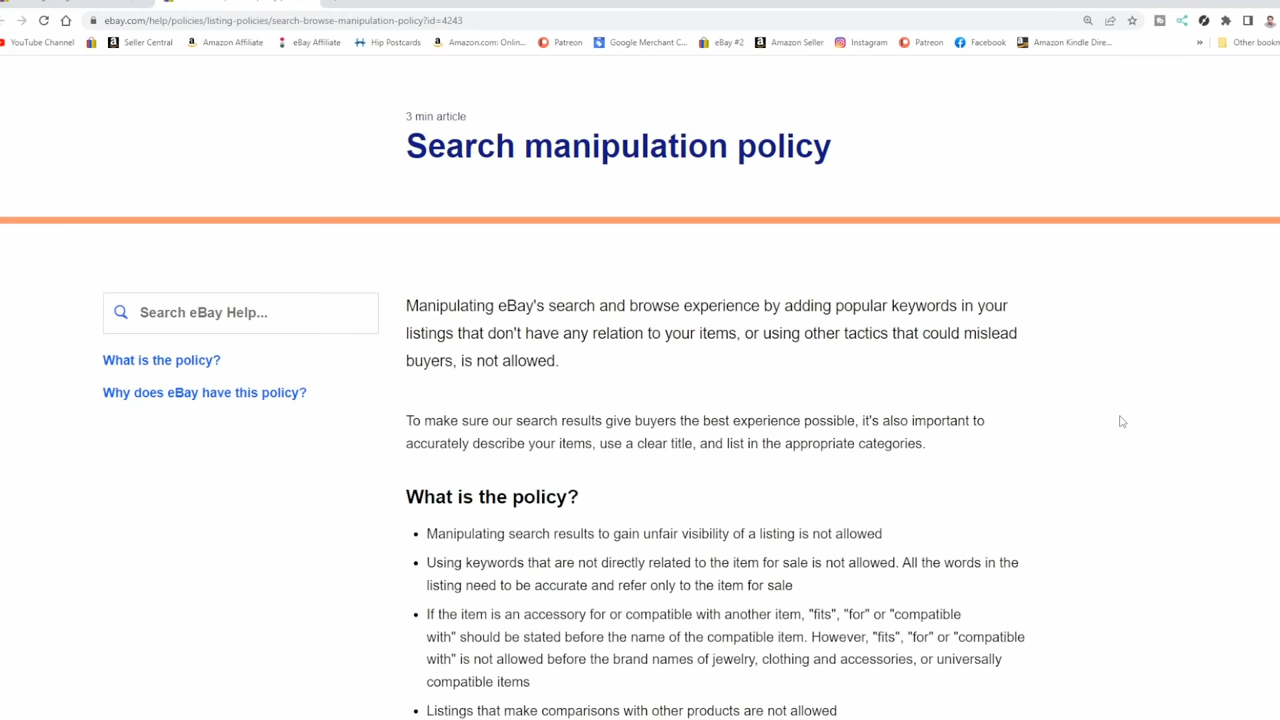 ebay.com/help/policies/listing-policies/search-browse-manipulation-policy?id=4243
YouTube Channel
Seller Central
Amazon Affiliate
eBay Affiliate
Hip Postcards
Amazon.com: Onlin...
Patreon
Google Merchant C...
eBay #2
Amazon Seller
Instagram
Patreon
Facebook
Amazon Kindle Dire...
»
Other bookm
3 min article
Search manipulation policy
Search eBay Help...
What is the policy?
Why does eBay have this policy?
Manipulating eBay's search and browse experience by adding popular keywords in your
listings that don't have any relation to your items, or using other tactics that could mislead
buyers, is not allowed.
To make sure our search results give buyers the best experience possible, it's also important to
accurately describe your items, use a clear title, and list in the appropriate categories.
What is the policy?
• Manipulating search results to gain unfair visibility of a listing is not allowed
• Using keywords that are not directly related to the item for sale is not allowed. All the words in the
listing need to be accurate and refer only to the item for sale
• If the item is an accessory for or compatible with another item, "fits", "for" or "compatible
with" should be stated before the name of the compatible item. However, "fits", "for" or "compatible
with" is not allowed before the brand names of jewelry, clothing and accessories, or universally
compatible items
• Listings that make comparisons with other products are not allowed